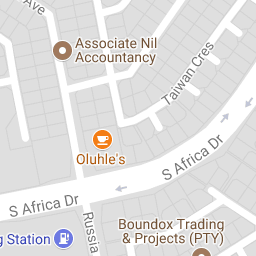 Ave
Associate Nil
Accountancy
Taiwan Cres
Oluhle's
S Africa Dr
S Africa Dr
Russia
Boundox Trading
& Projects (PTY)
g Station